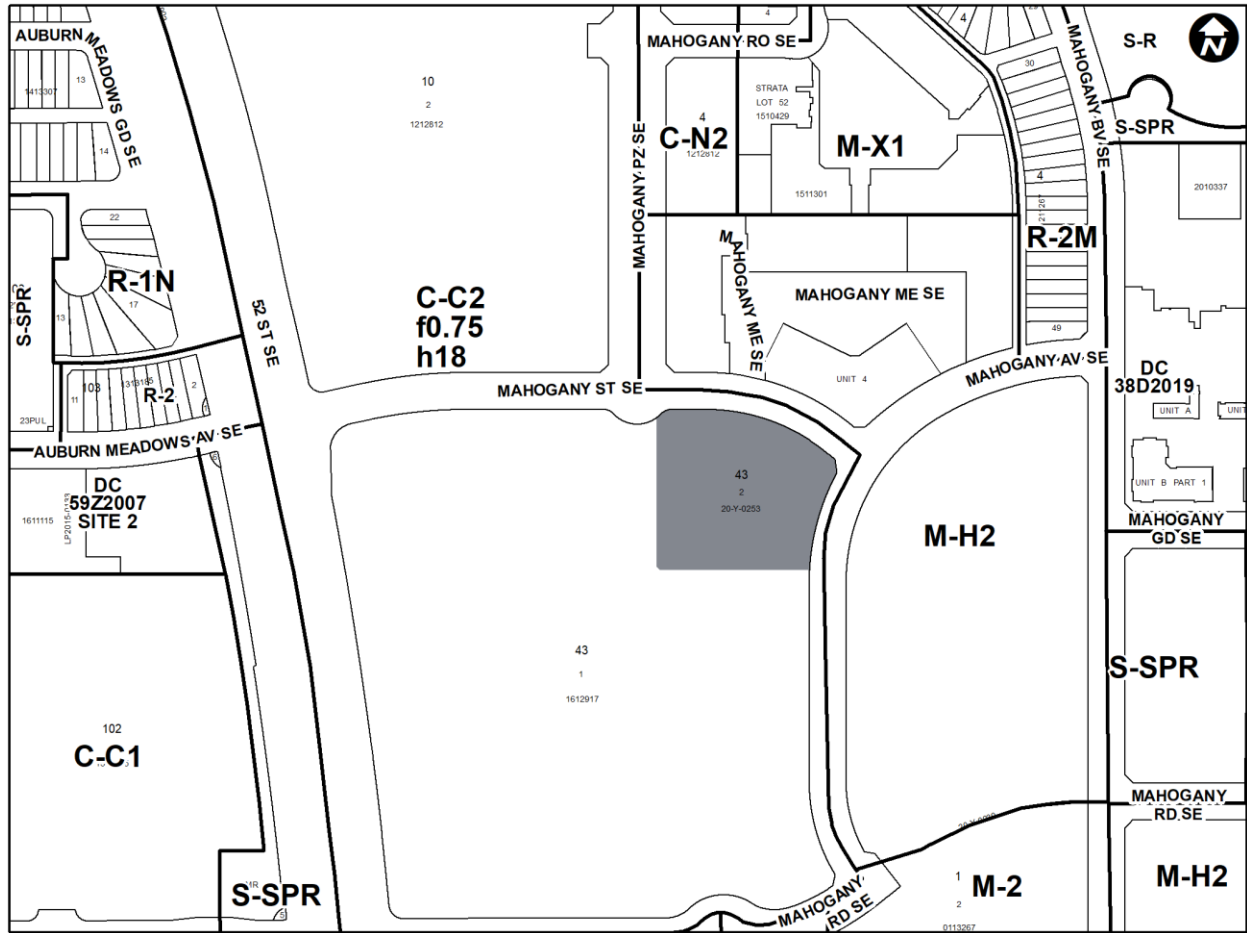 AUBURN
MEADOWS GD SE
13
1413307
14
10
2
1212812
4
MAHOGANY RO SE
MAHOGANY PZ SE
STRATA
LOT 52
1510429
4
C-N2
1212812
M-X1
1511301
4
30
MAHOGANY BV SE
S-R
N
S-SPR
2010337
4
R-2M
49
22
R-1N
17
13
S-SPR
52 ST SE
C-C2
f0.75
h18
MAHOGANY ME SE
MAHOGANY ME SE
UNIT 4
MAHOGANY ST SE
MAHOGANY AV SE
DC
38D2019
UNIT A
UNIT B PART 1
103
1313185
2
R-2
11
23PUL
AUBURN MEADOWS AV SE
DC
59Z2007
SITE 2
1611115
43
2
20-Y-0253
M-H2
MAHOGANY
GD SE
43
1
1612917
S-SPR
102
C-C1
MAHOGANY
RD SE
S-SPR
MAHOGANY
RD SE
1
M-2
2
0113267
M-H2